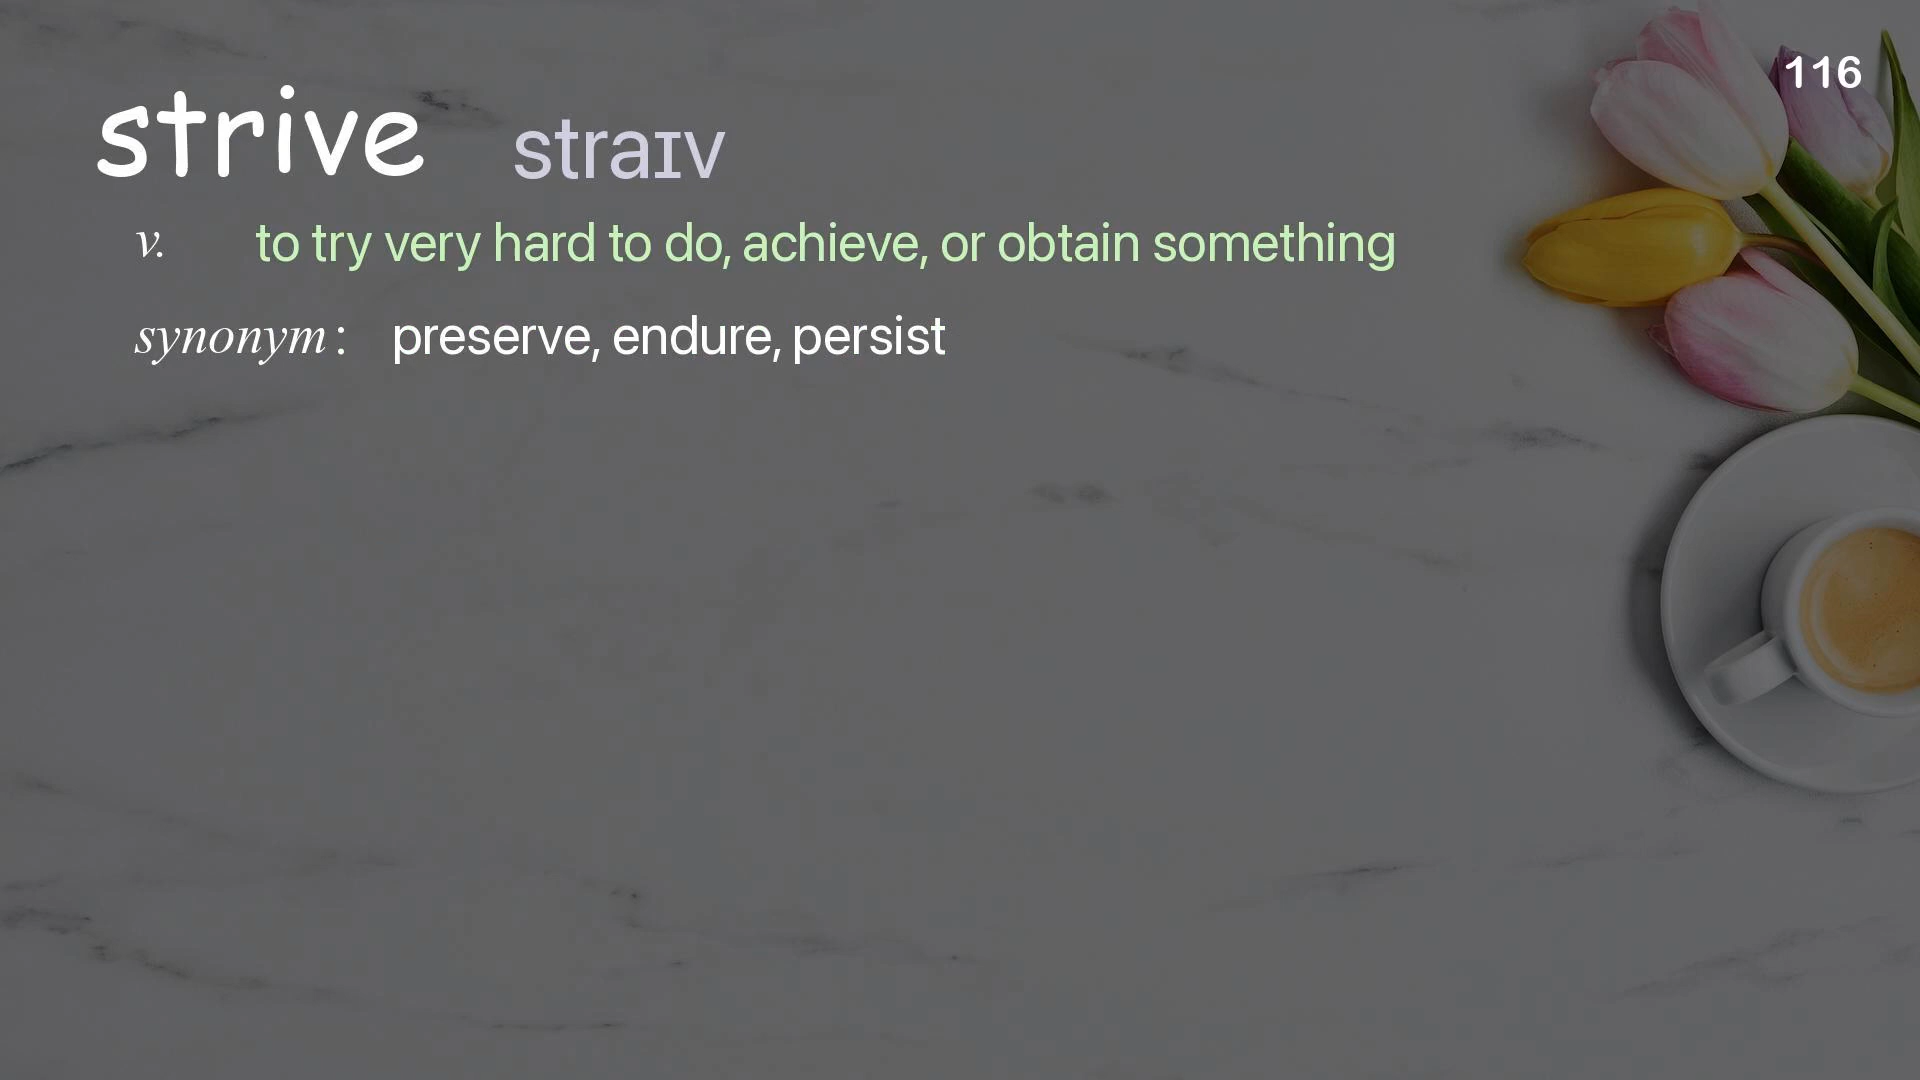 116
strive straɪv
v. to try very hard to do, achieve, or obtain something
synonym: preserve, endure, persist